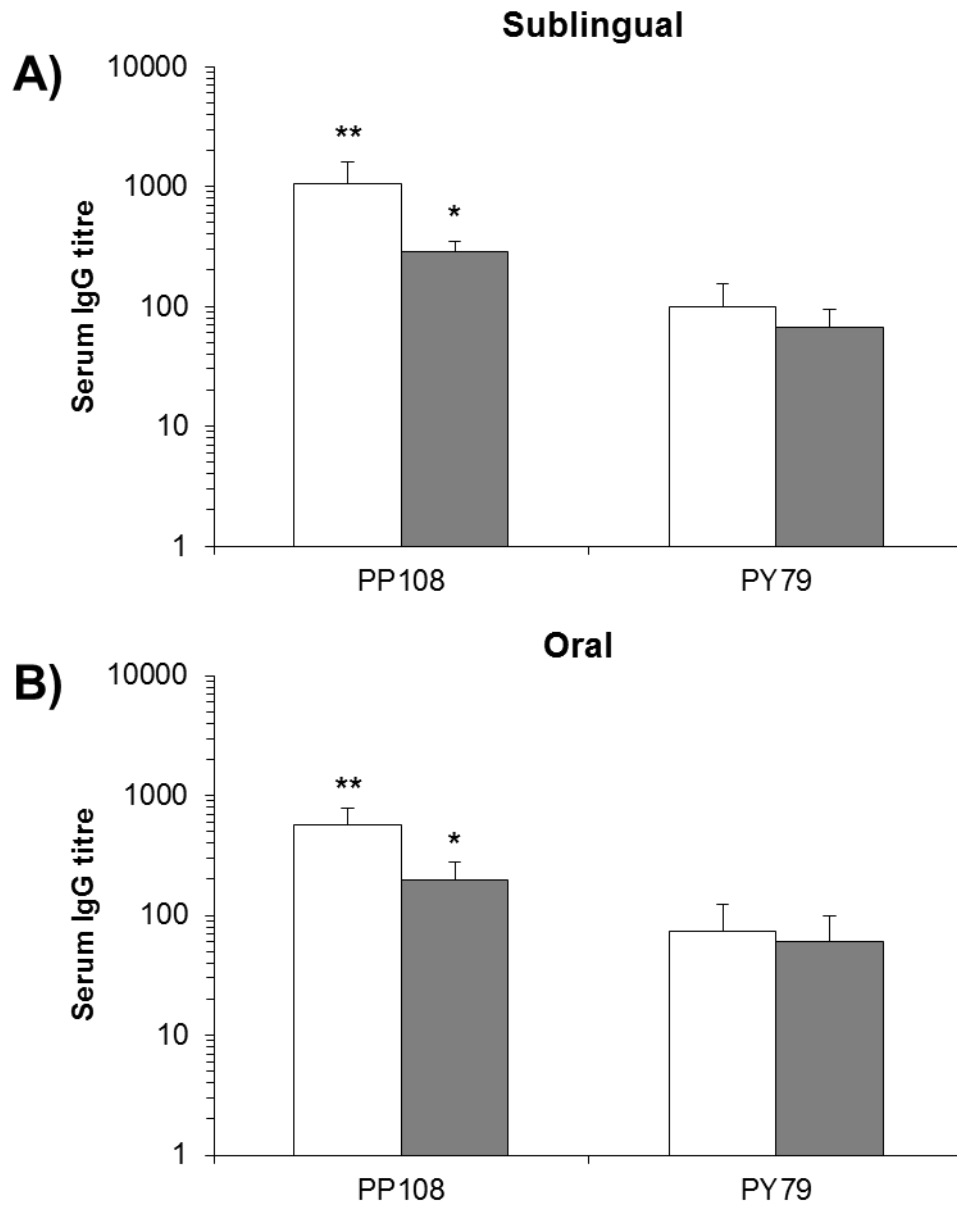 Sublingual
A)
10000
**
1000
*
Serum IgG titre
100
10
1
PP108 PY79
Oral
B)
10000
**
1000
*
Serum IgG titre
100
10
1
PP108 PY79